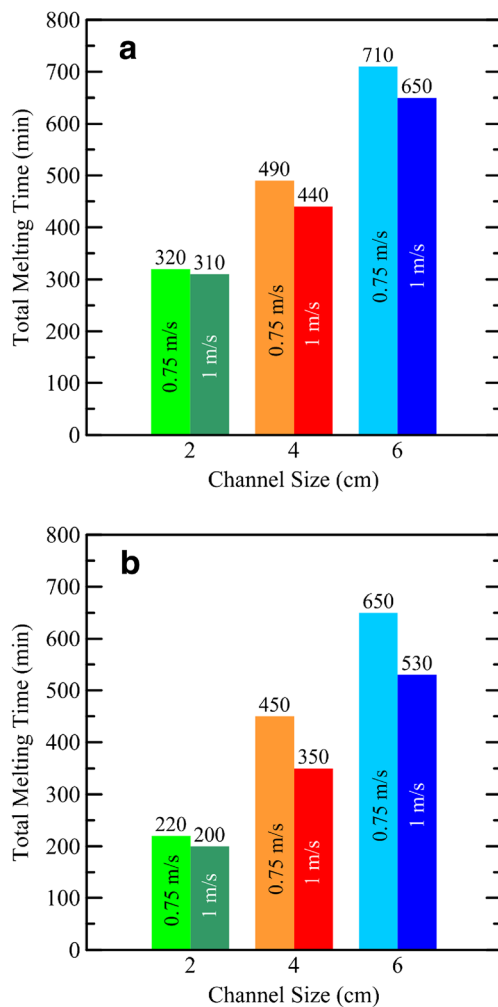 a
Total Melting Time (min)
800
700
600
500
400
300
200
100
0
320
310
490
440
710
650
0.75 m/s
1 m/s
0.75 m/s
1 m/s
0.75 m/s
1 m/s
2
4
6
Channel Size (cm)
b
Total Melting Time (min)
800
700
600
500
400
300
200
100
0
220
200
450
350
650
530
0.75 m/s
1 m/s
0.75 m/s
1 m/s
0.75 m/s
1 m/s
2
4
6
Channel Size (cm)